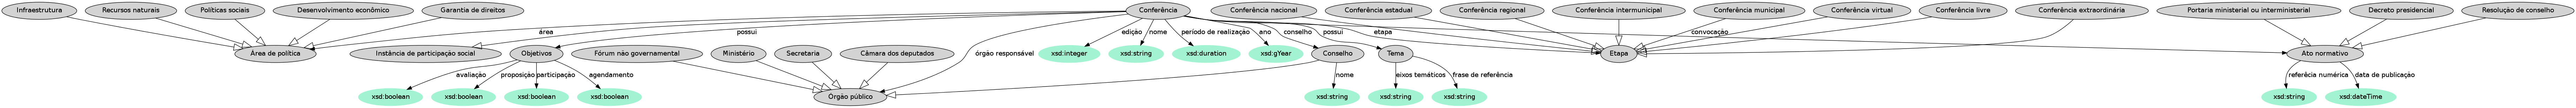 Infraestrutura
Recursos naturais
Políticas sociais
Desenvolvimento econômico
Garantia de direitos
Conferência
Conferência nacional
Conferência estadual
Conferência regional
Conferência intermunicipal
Conferência municipal
Conferência virtual
Conferência livre
Conferência extraordinária
Portaria ministerial ou interministerial
Decreto presidencial
Resolução de conselho
área
possui
edição
nome
período de realização
ano
conselho
possui
etapa
convocação
Área de política
Instância de participação social
Objetivos
Fórum não governamental
Ministério
Secretaria
Câmara dos deputados
órgão responsável
xsd:integer
xsd:string
xsd:duration
xsd:gYear
Conselho
Tema
Etapa
Ato normativo
avaliação
proposição
participação
agendamento
nome
eixos temáticos
frase de referência
referêcia numérica
data de publicação
xsd:boolean
xsd:boolean
xsd:boolean
xsd:boolean
Órgão público
xsd:string
xsd:string
xsd:string
xsd:string
xsd:dateTime